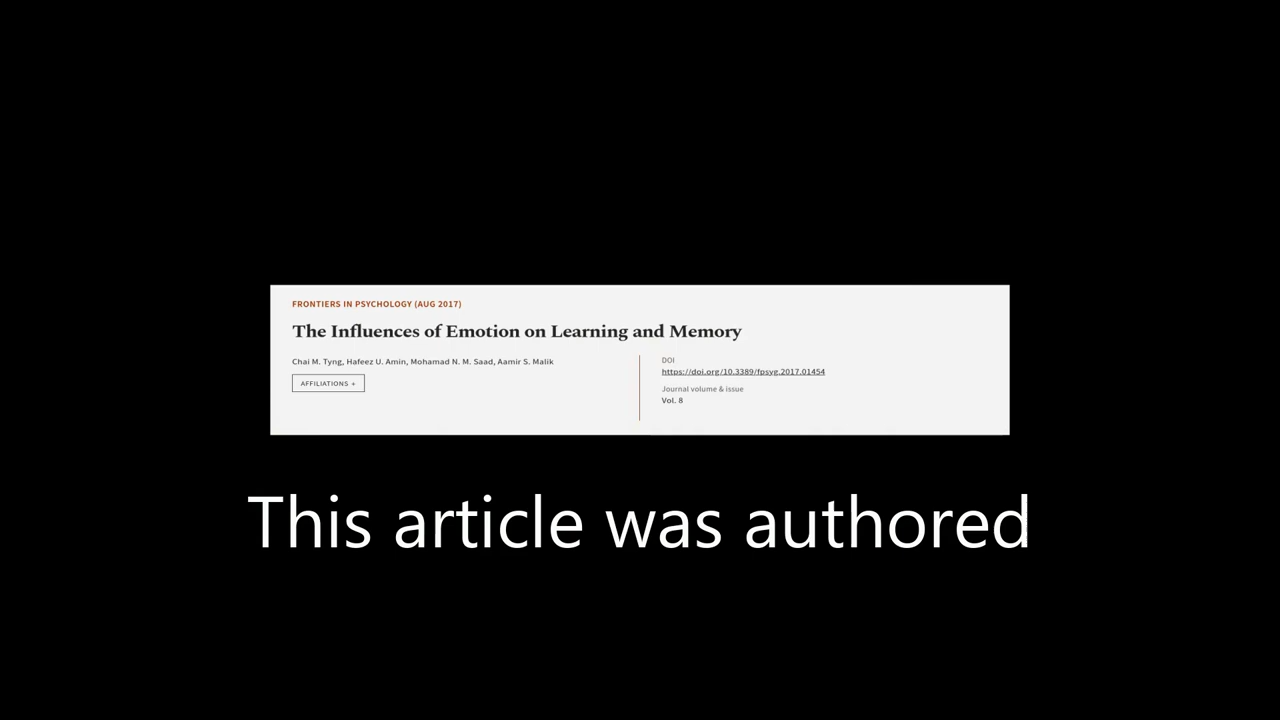 FRONTIERS IN PSYCHOLOGY (AUG 2017)
The Influences of Emotion on Learning and Memory
Chai M. Tyng, Hafeez U. Amin, Mohamad N. M. Saad, Aamir S. Malik
AFFILIATIONS +
DOI
https://doi.org/10.3389/fpsyg.2017.01454
Journal volume & issue
Vol. 8
This article was authored